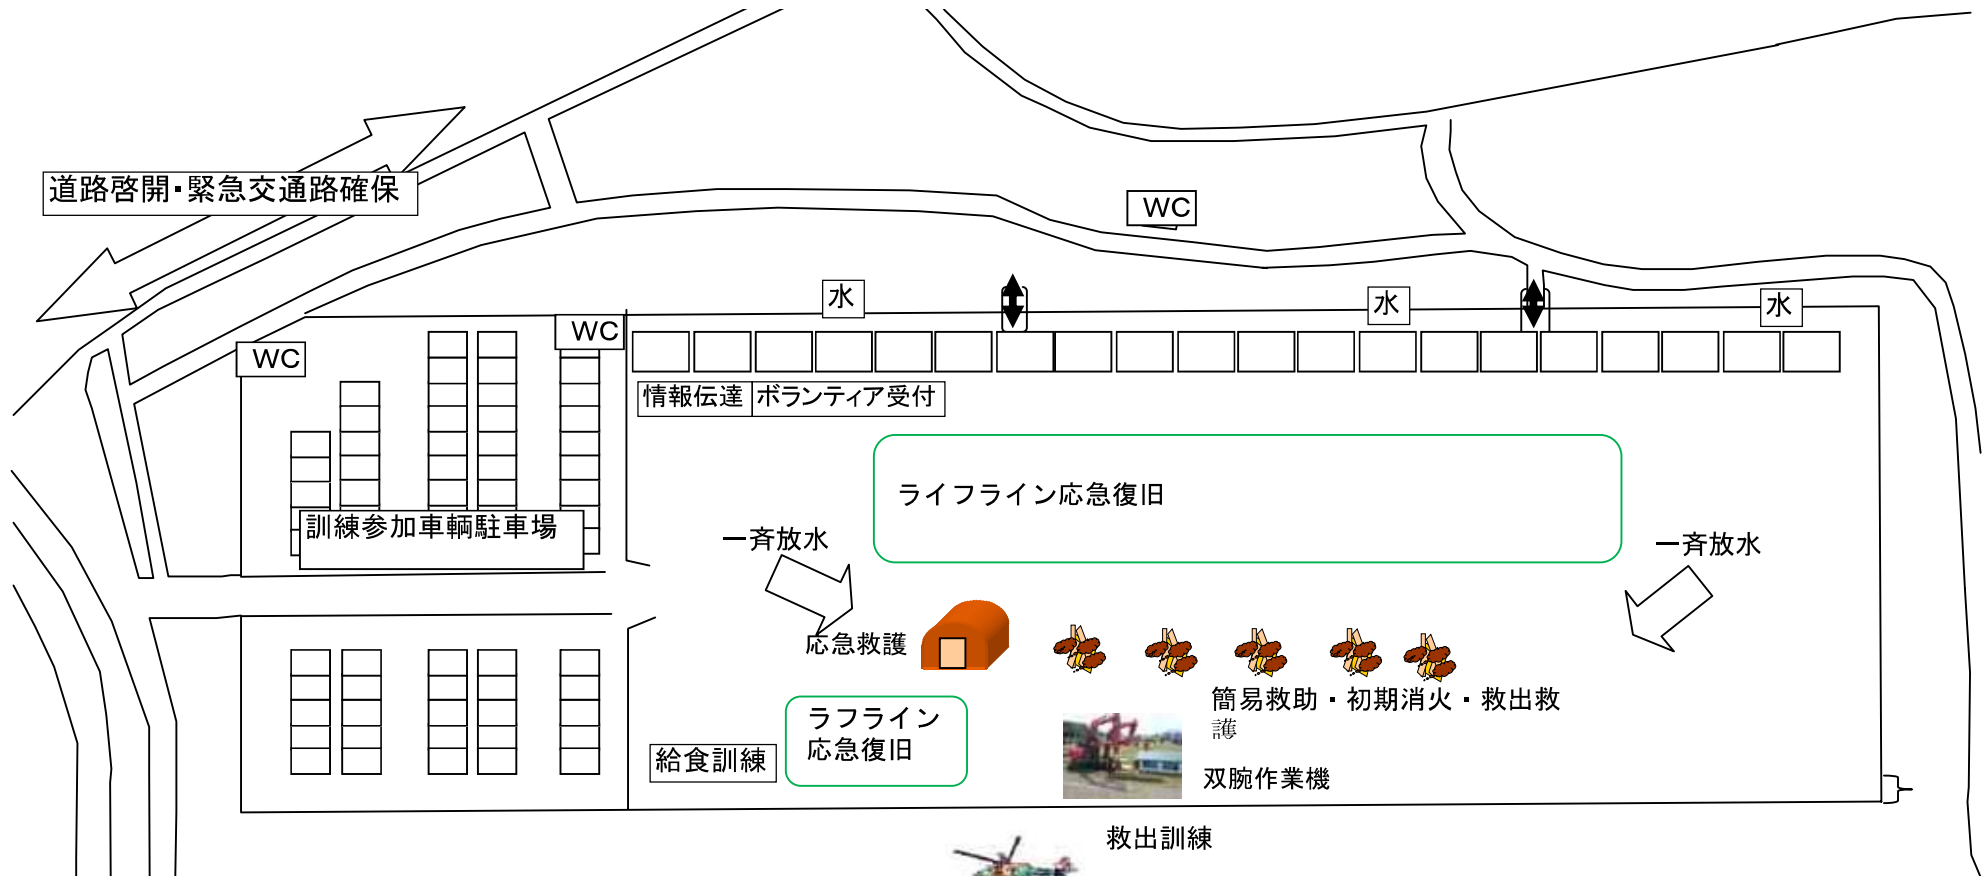 道路啓開・緊急交通路確保
WC
水
水
水
WC
WC
情報伝達
ボランティア受付
ライフライン応急復旧
訓練参加車輌駐車場
一斉放水
一斉放水
応急救護
簡易救助・初期消火・救出救
護
ラフライン
応急復旧
給食訓練
双腕作業機
救出訓練